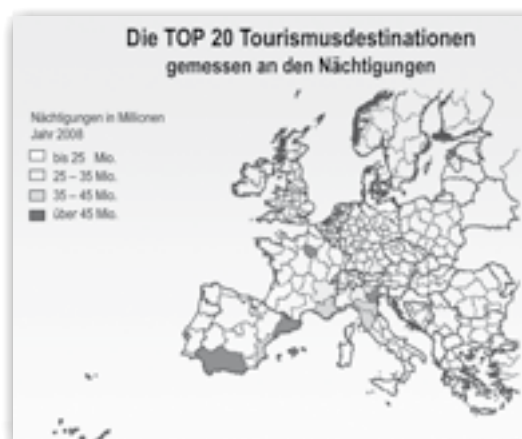 Die TOP 20 Tourismusdestinationen
gemessen an den Nächtigungen
Nächtigungen in Millionen
Jahr 2008
bis 25 Mio.
25 – 35 Mio.
35 – 45 Mio.
über 45 Mio.